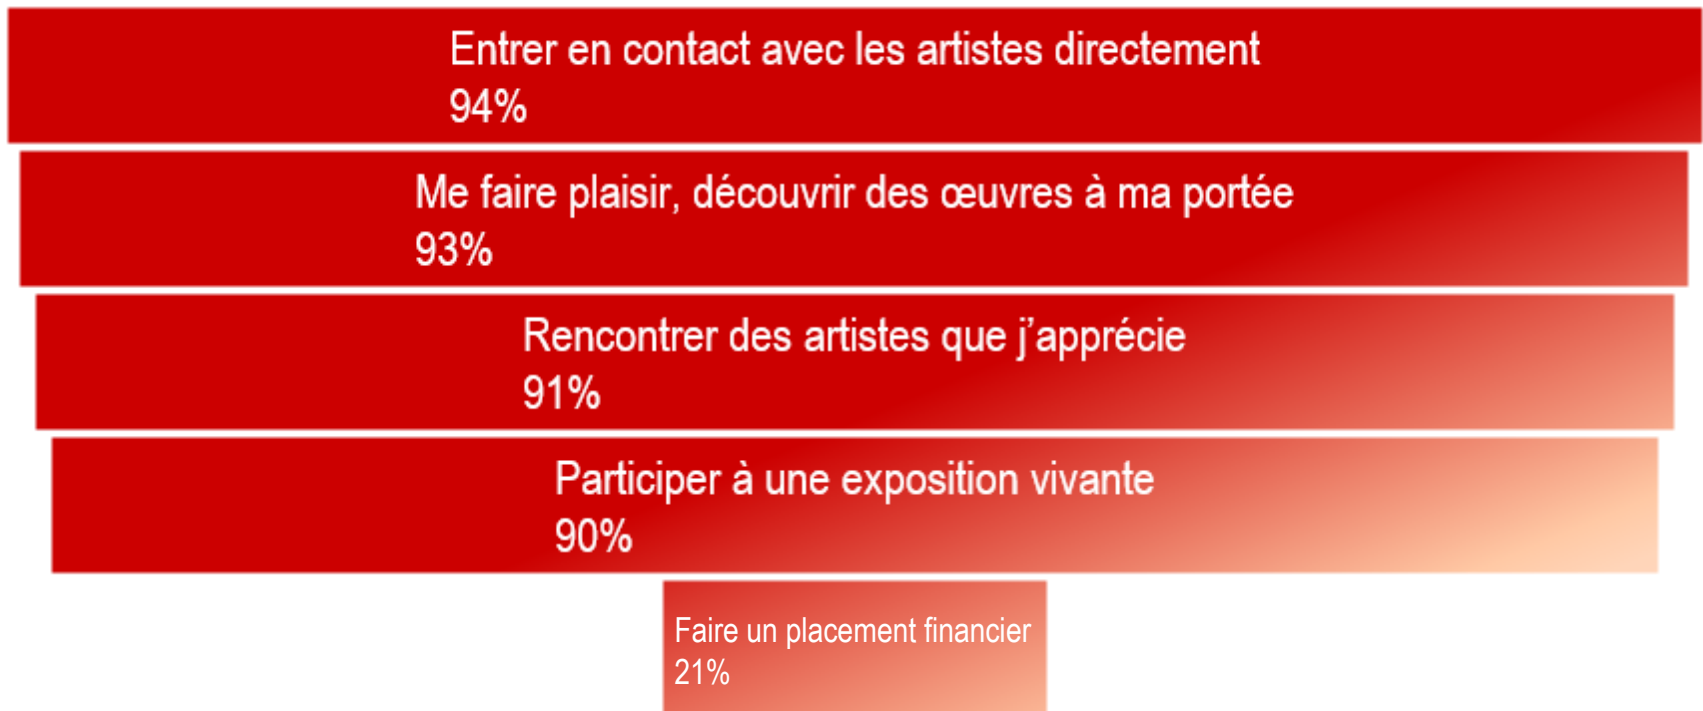 Entrer en contact avec les artistes directement
94%
Me faire plaisir, découvrir des œuvres à ma portée
93%
Rencontrer des artistes que j’apprécie
91%
Participer à une exposition vivante
90%
Faire un placement financier
21%